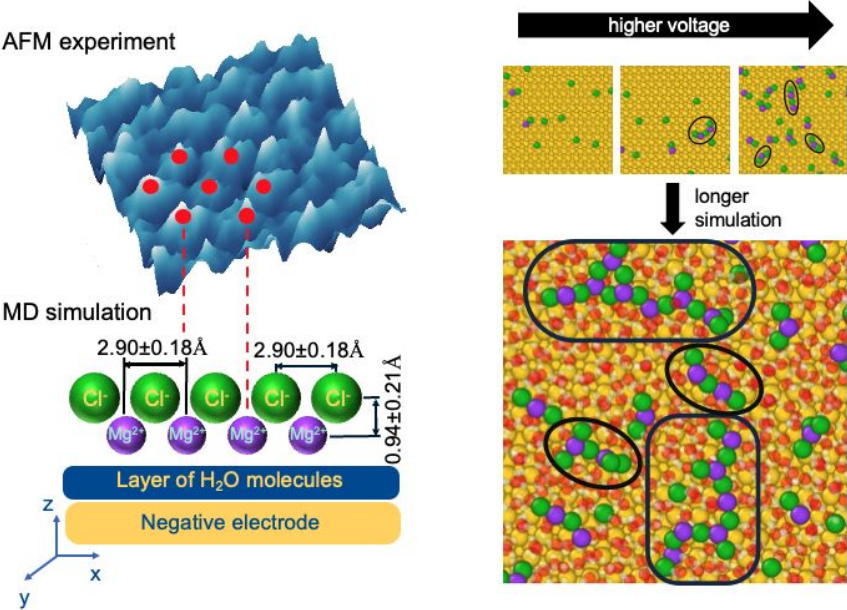 AFM experiment
MD simulation
2.90±0.18Å
2.90±0.18Å
0.94±0.21Å
Cl-
Cl-
Cl-
Cl-
Cl-
Mg2+
Mg2+
Mg2+
Mg2+
Layer of H2O molecules
Negative electrode
z
x
y
higher voltage
longer
simulation